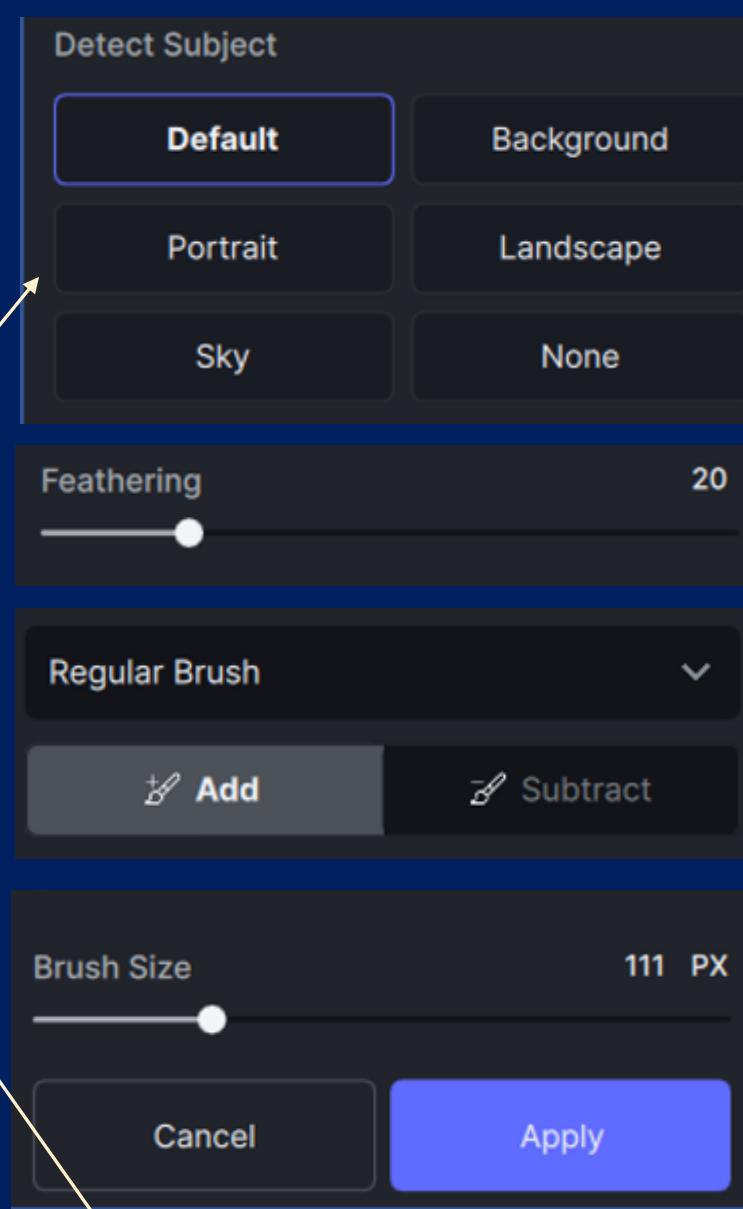 Detect Subject
Default Background
Portrait Landscape
Sky None
Feathering 20
Regular Brush
Add Subtract
Brush Size 111 PX
Cancel Apply